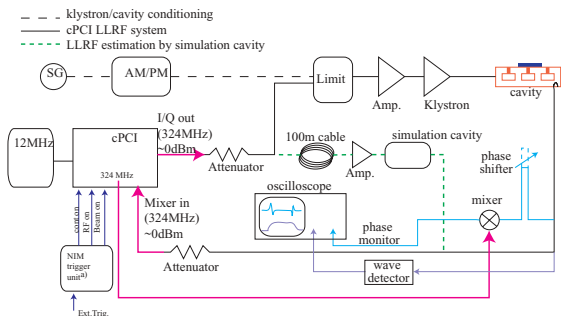 klystron/cavity conditioning
cPCI LLRF system
LLRF estimation by simulation cavity
SG
AM/PM
Limit
Amp.
Klystron
cavity
12MHz
cPCI
324 MHz
I/Q out
(324MHz)
~0dBm
Attenuator
100m cable
Amp.
simulation cavity
phase
shifter
mixer
oscilloscope
phase
monitor
Mixer in
(324MHz)
~0dBm
Attenuator
wave
detector
cont on
RF on
Beam on
NIM
trigger
unit a)
Ext.Trig.